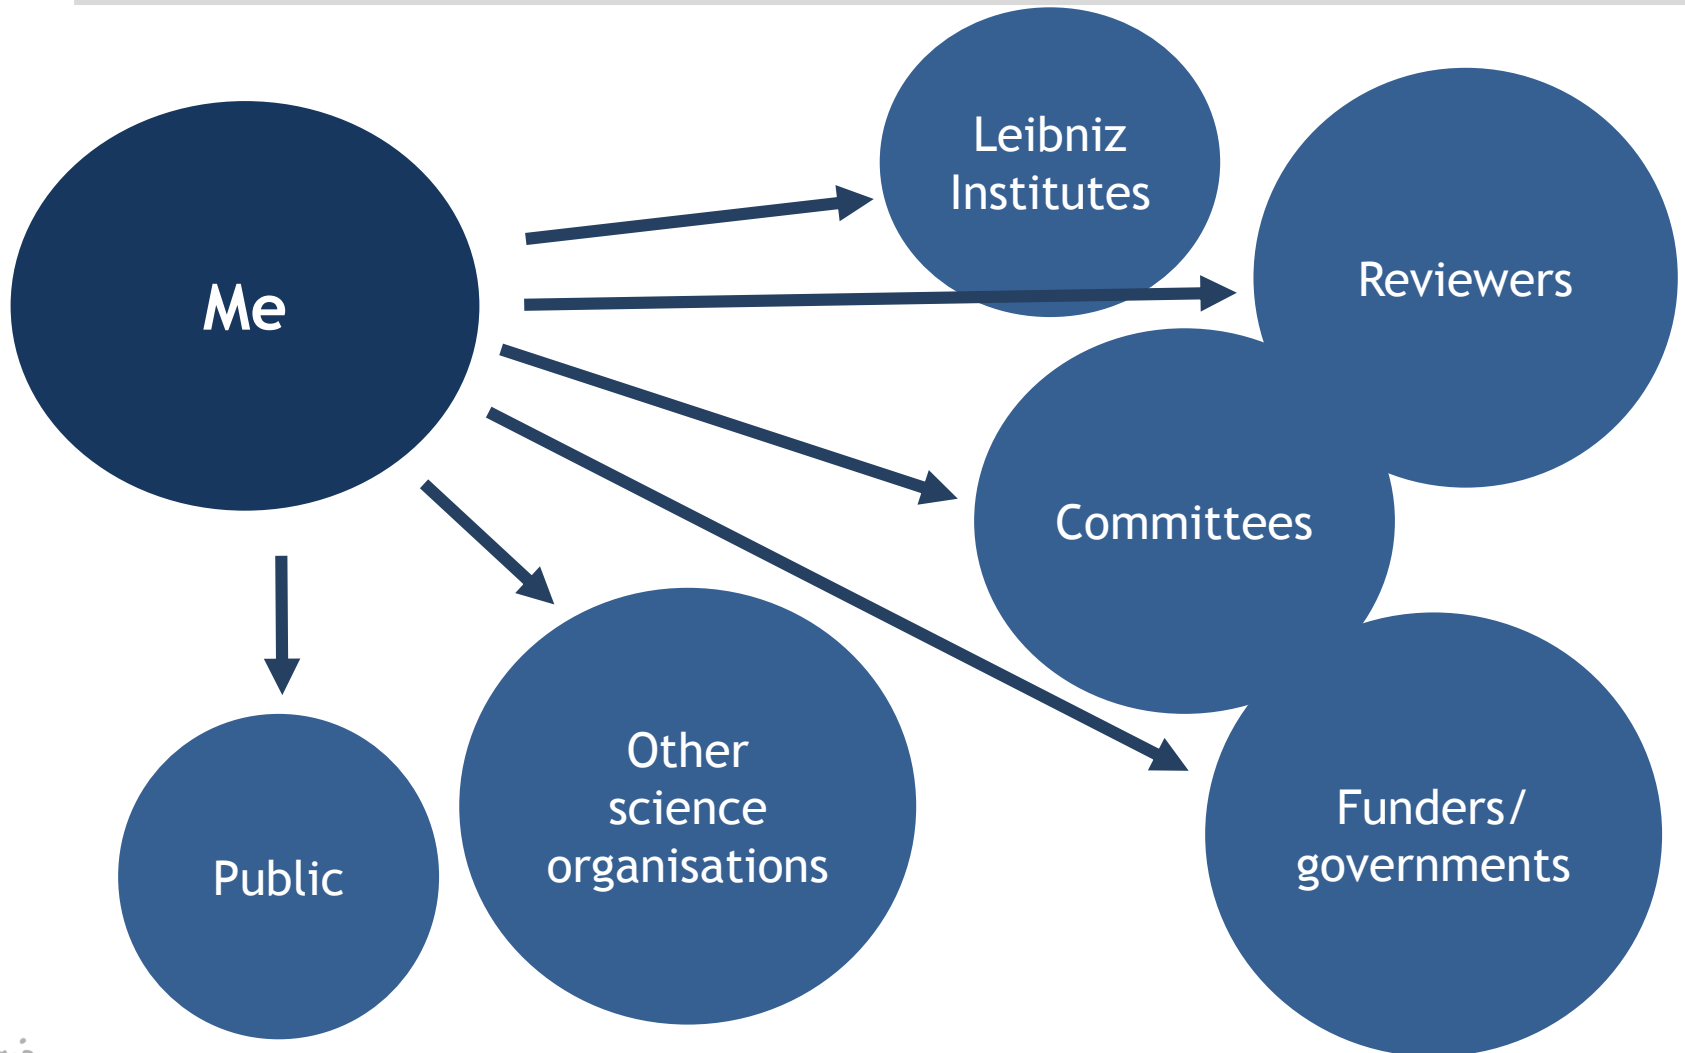 Me
Leibniz
Institutes
Reviewers
Committees
Other
science
organisations
Public
Funders/
governments